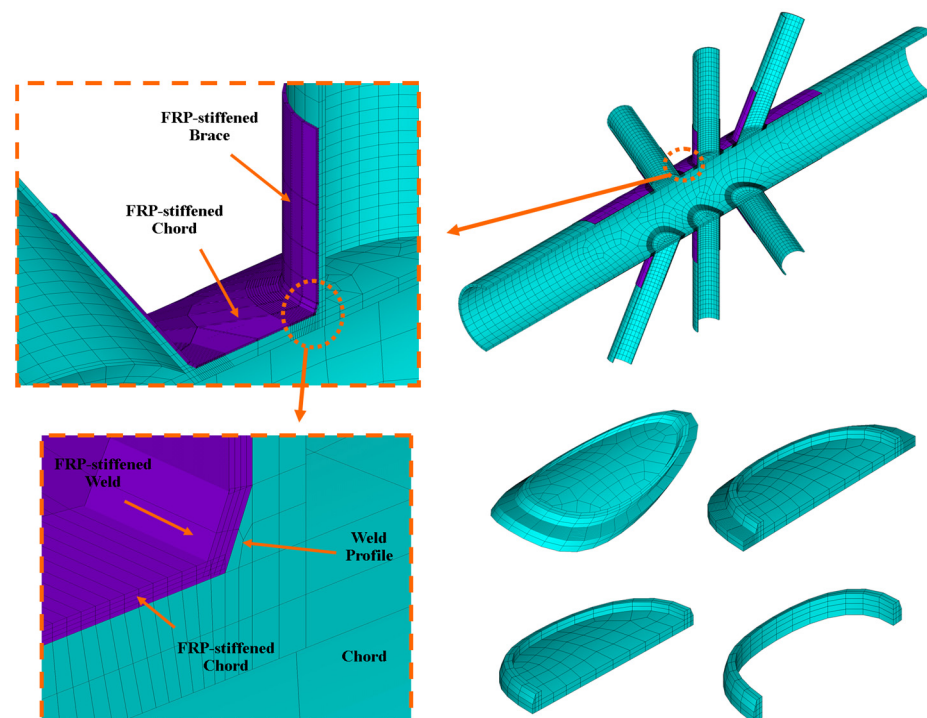 FRP-stiffened
Brace
FRP-stiffened
Chord
FRP-stiffened
Weld
Weld
Profile
FRP-stiffened
Chord
Chord